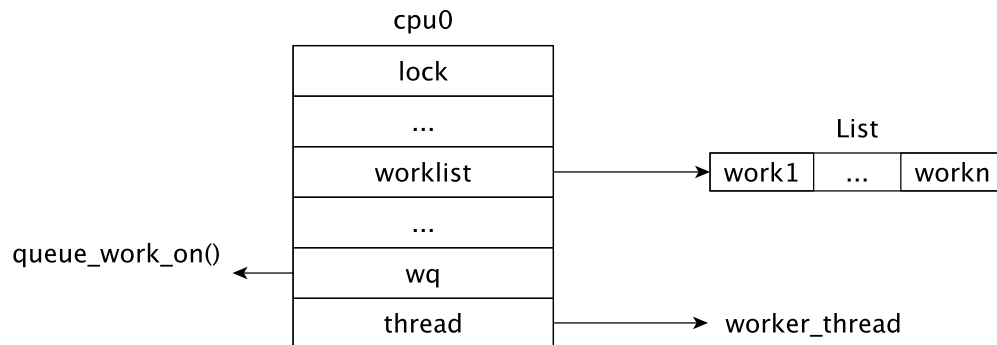 cpu0
lock
...
List
worklist
work1 ... workn
...
queue_work_on()
wq
thread
worker_thread